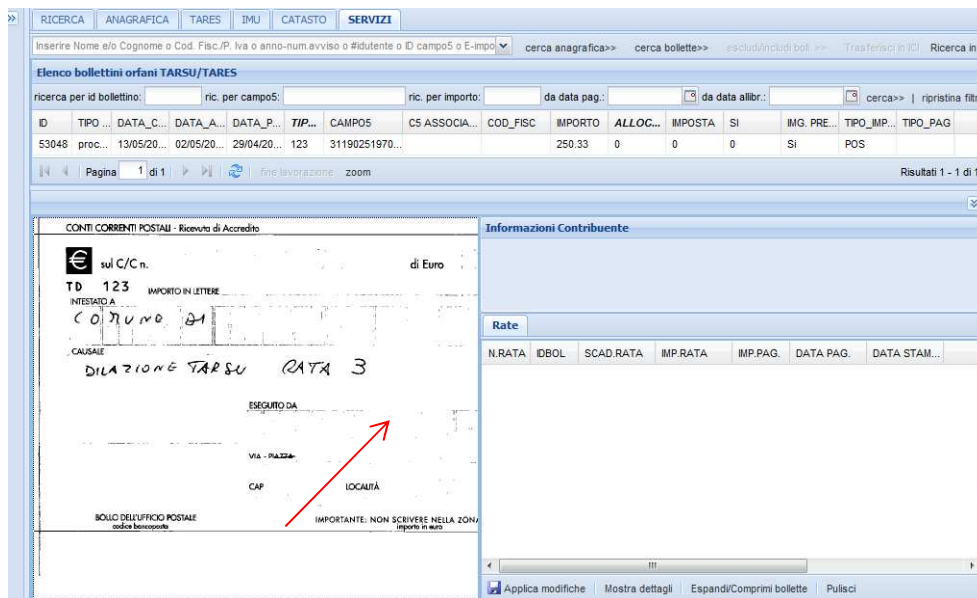 >>
RICERCA ANAGRAFICA TARES IMU CATASTO SERVIZI
Inserire Nome e/o Cognome o Cod. Fisc./P. Iva o anno-num.avviso o #idutente o ID campo5 o E-impo cerca anagrafica>> cerca bollette>> escludi/includi boll. >> Trasferisci in ICI Ricerca in
Elenco bollettini orfani TARSU/TARES
ricerca per id bollettino: ric. per campo5: ric. per importo: da data pag.: da data allibr.: cerca>> | ripristina filtr
ID TIPO ... DATA_C... DATA_A... DATA_P... TIP... CAMPO5 C5 ASSOCIA... COD_FISC IMPORTO ALLOC... IMPOSTA SI IMG. PRE... TIPO_IMP... TIPO_PAG
53048 proc... 13/05/20... 02/05/20... 29/04/20... 123 31190251970... 250.33 0 0 0 Si POS
Pagina 1 di 1 fine lavorazione zoom Risultati 1 - 1 di 1
CONTI CORRENTI POSTALI - Ricevuta di Accredito
€ sul C/C n. di Euro
TD 123 IMPORTO IN LETTERE
INTESTATO A
COMUNE DI
CAUSALE
DILAZIONE TARSU RATA 3
ESEGUITO DA
VIA - PIAZZA
CAP LOCALITÀ
BOLLO DELL'UFFICIO POSTALE
codice bancoposta
IMPORTANTE: NON SCRIVERE NELLA ZONA
importo in euro
Informazioni Contribuente
Rate
N.RATA IDBOL SCAD.RATA IMP.RATA IMP.PAG. DATA PAG. DATA STAM...
Applica modifiche Mostra dettagli Espandi/Comprimi bollette Pulisci